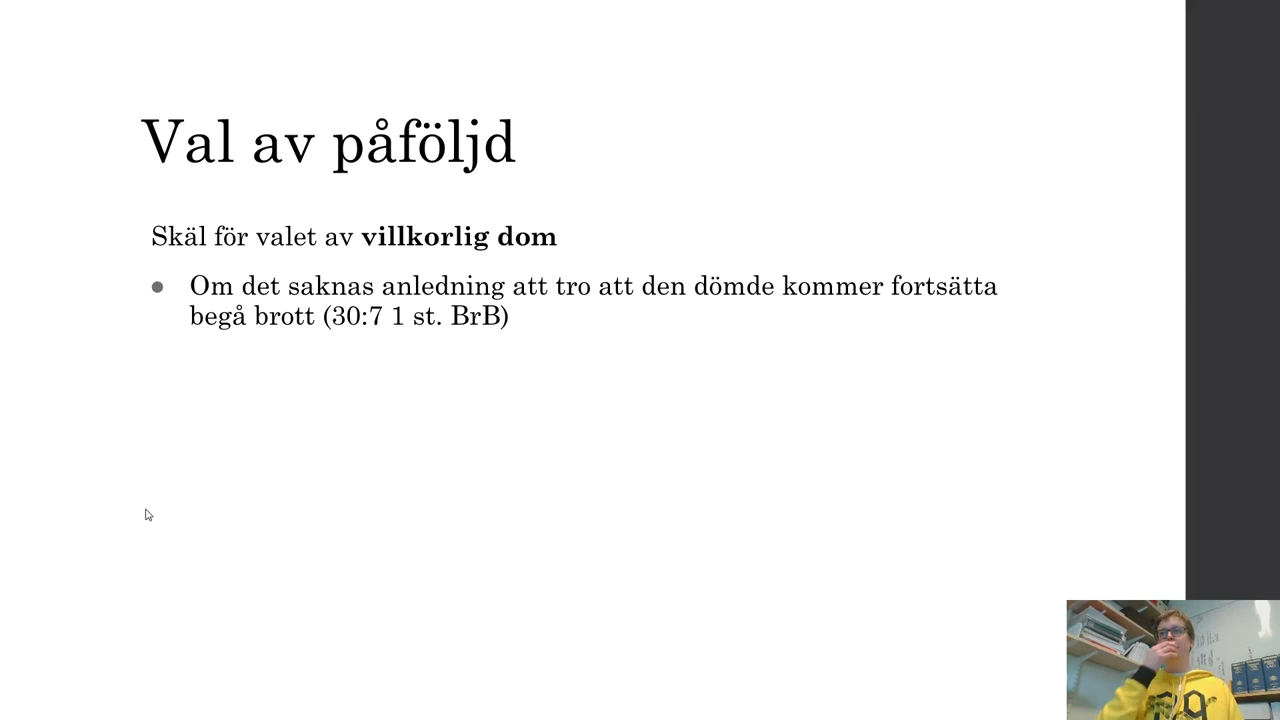 Val av påföljd
Skäl för valet av villkorlig dom
Om det saknas anledning att tro att den dömde kommer fortsätta
begå brott (30:7 1 st. BrB)